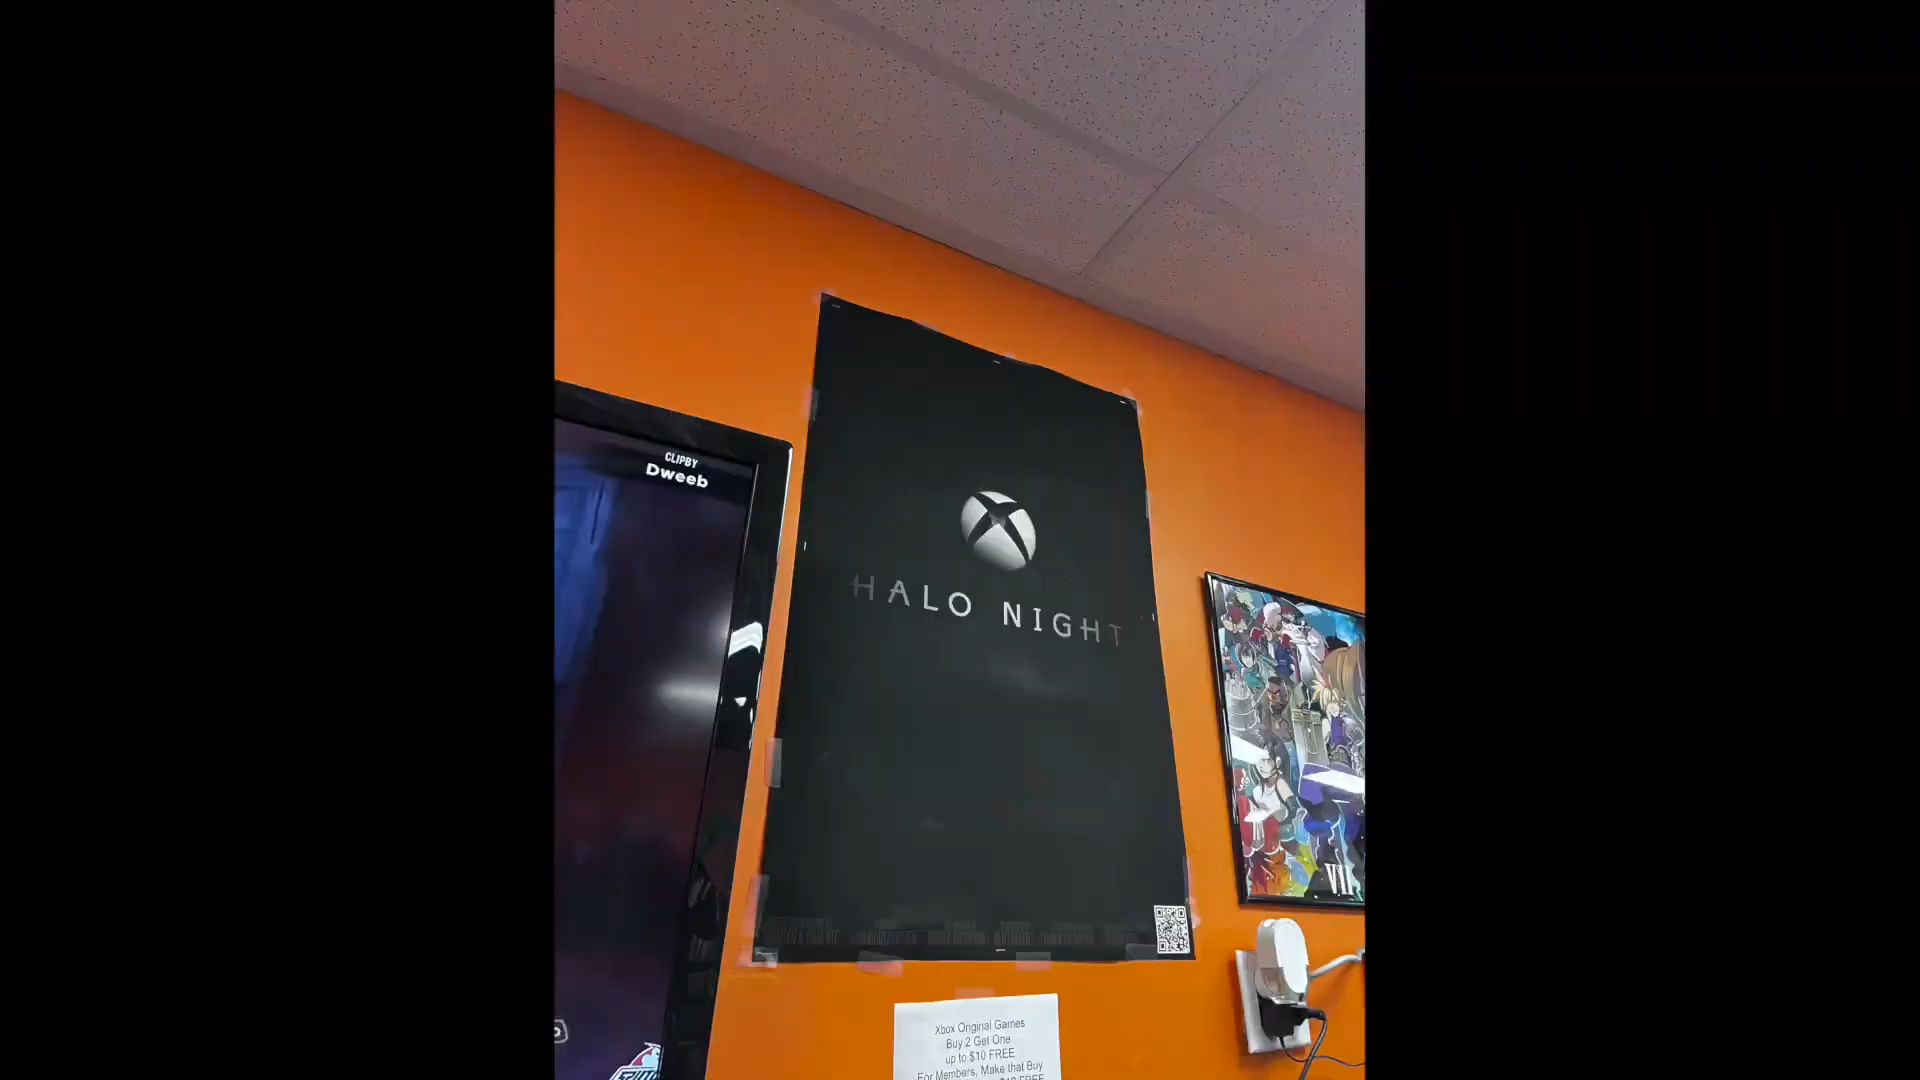 CLIPBY
Dweeb
HALO NIGHT
VII
Xbox Original Games
Buy 2 Get One
up to $10 FREE
For Members, Make that Buy
FREE